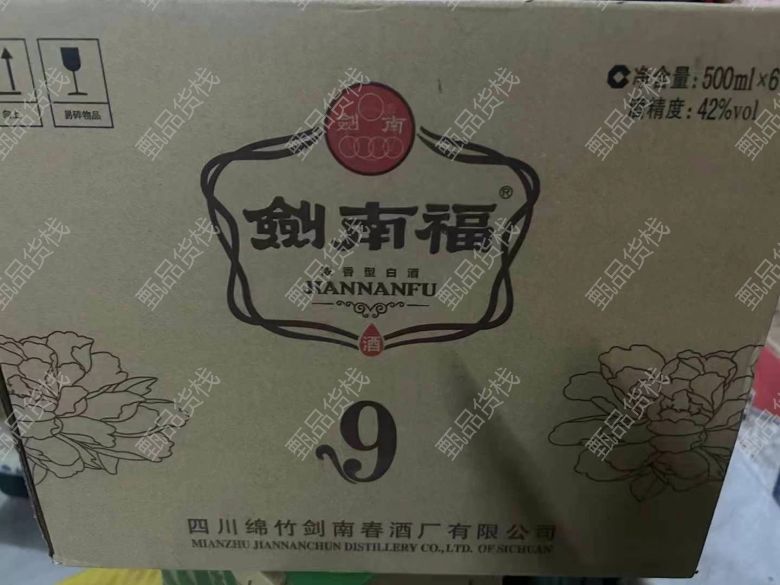 向上
易碎物品
净含量：500ml×6
酒精度：42%vol
剑南
剑南福®
浓香型白酒
JIANNANFU
酒
9
四川绵竹剑南春酒厂有限公司
MIANZHU JIANNANCHUN DISTILLERY CO.,LTD. OF SICHUAN
甄品货栈